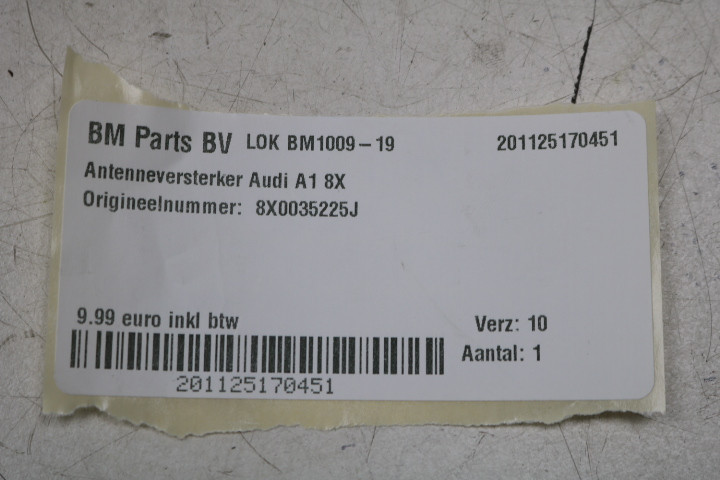 BM Parts BV LOK BM1009-19 201125170451
Antenneversterker Audi A1 8X
Origineelnummer: 8X0035225J
9.99 euro inkl btw
Verz: 10
Aantal: 1
201125170451